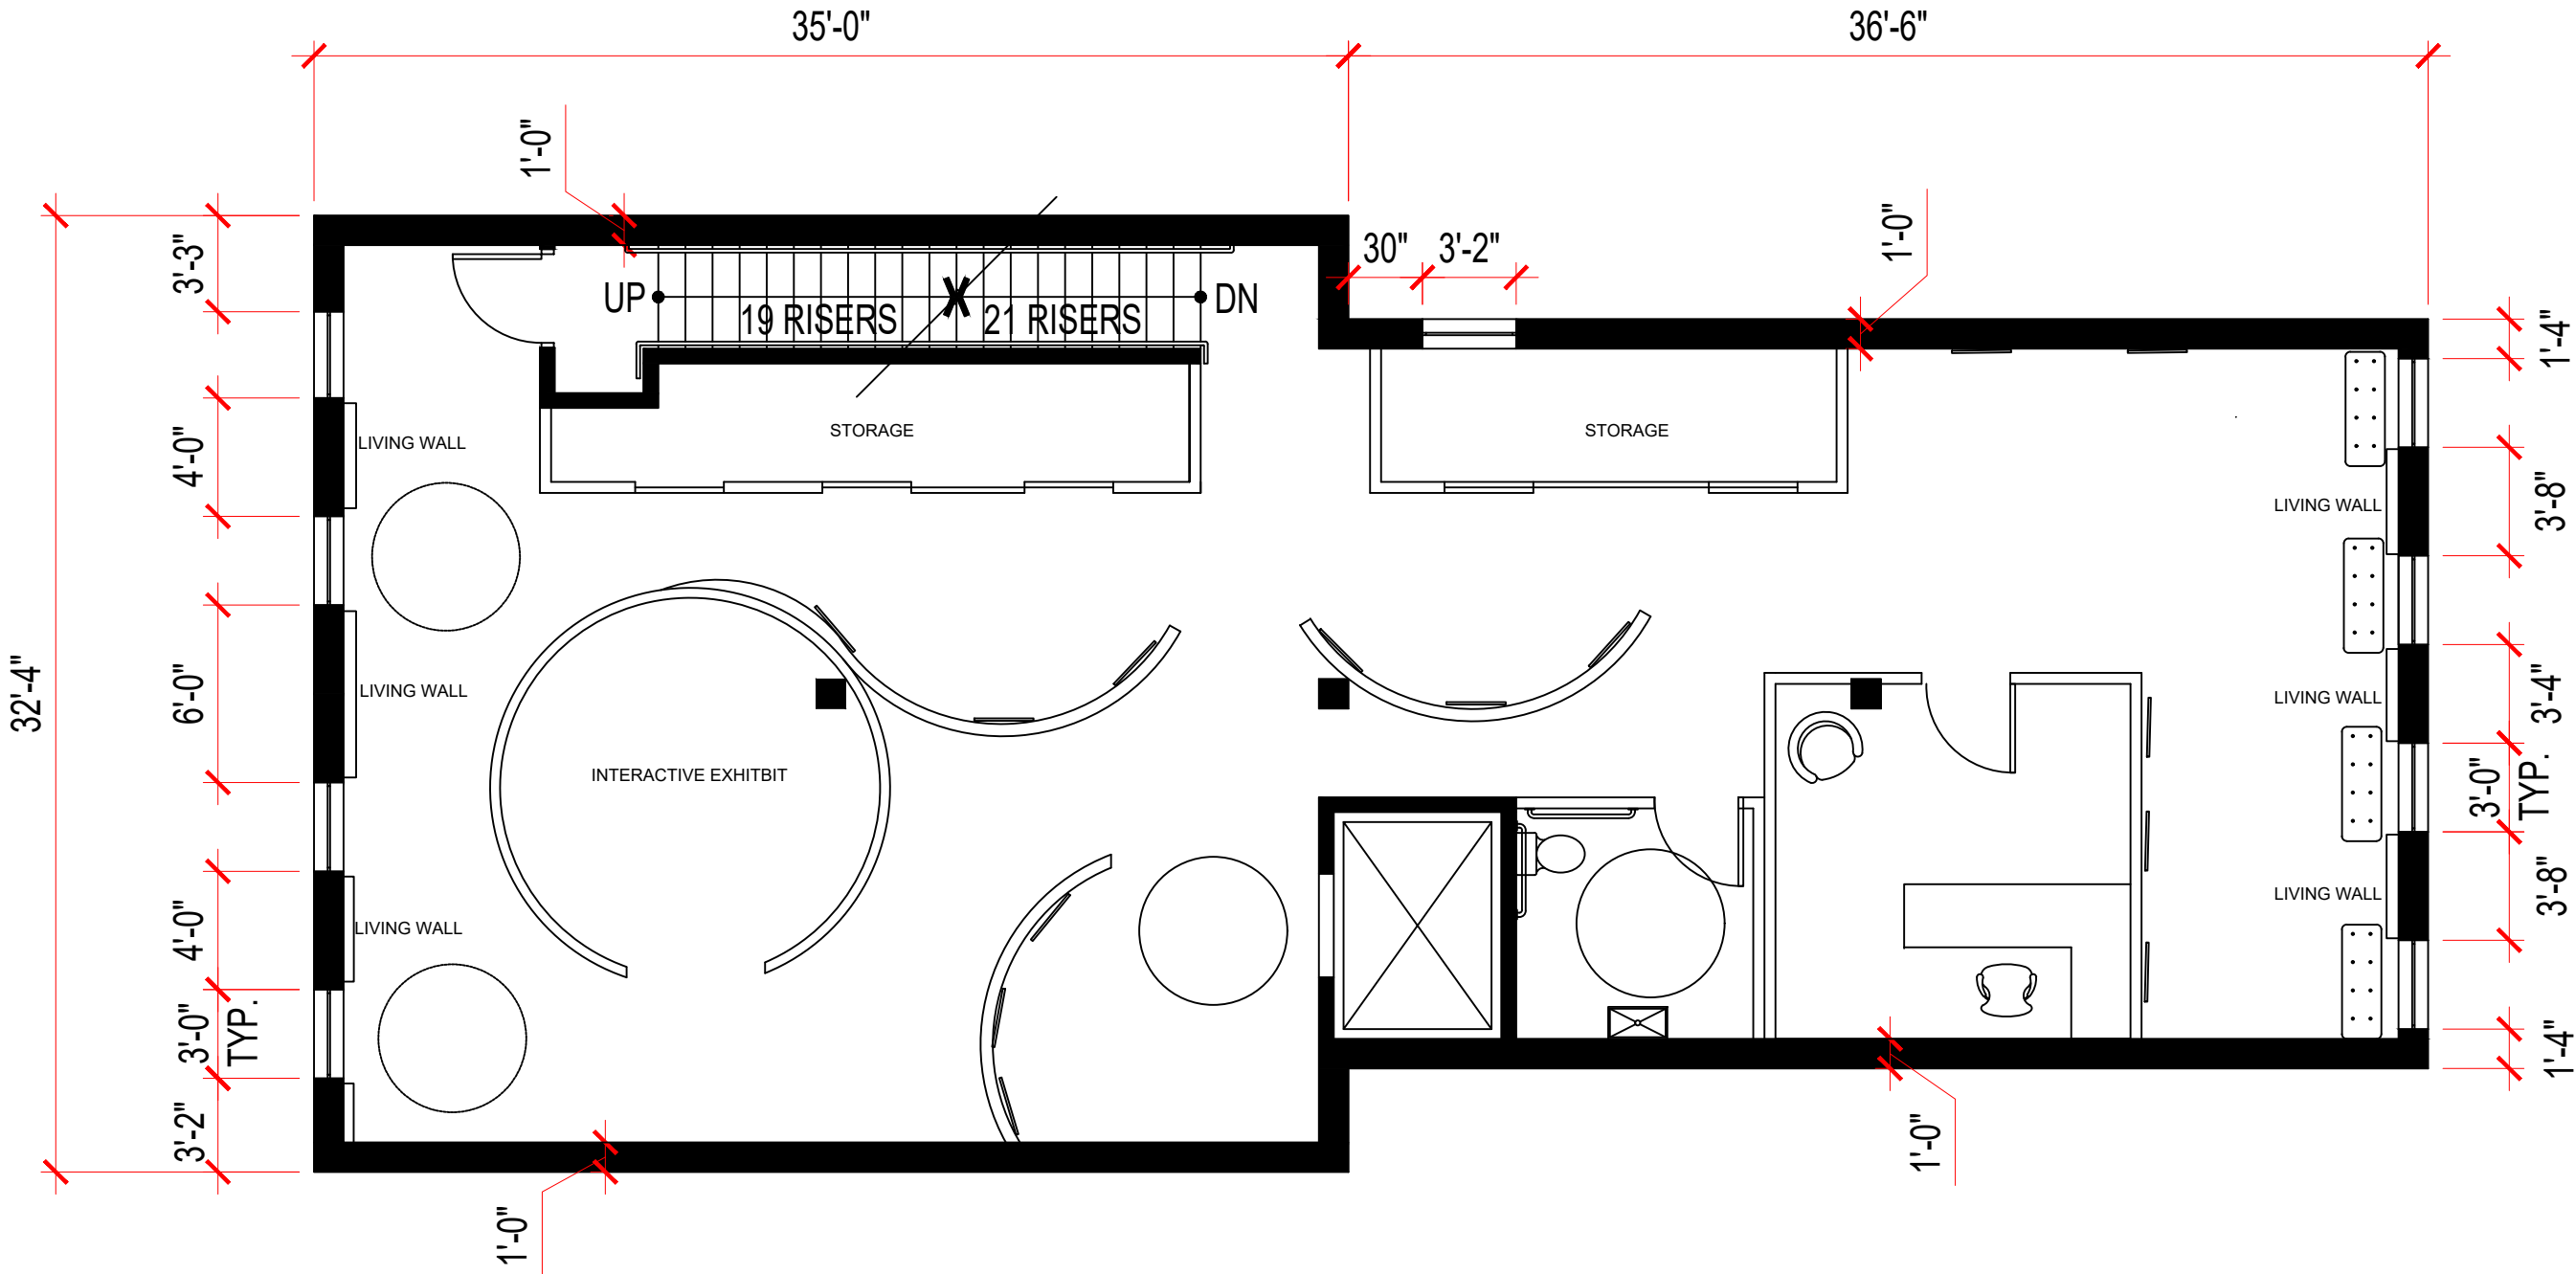 35'-0"
36'-6"
1'-0"
1'-0"
3'-3"
30"
3'-2"
UP
19 RISERS
21 RISERS
DN
1'-4"
4'-0"
LIVING WALL
STORAGE
STORAGE
3'-8"
LIVING WALL
32'-4"
6'-0"
LIVING WALL
LIVING WALL
3'-4"
INTERACTIVE EXHITBIT
3'-0"
TYP.
4'-0"
LIVING WALL
LIVING WALL
3'-8"
3'-0"
TYP.
1'-4"
3'-2"
1'-0"
1'-0"